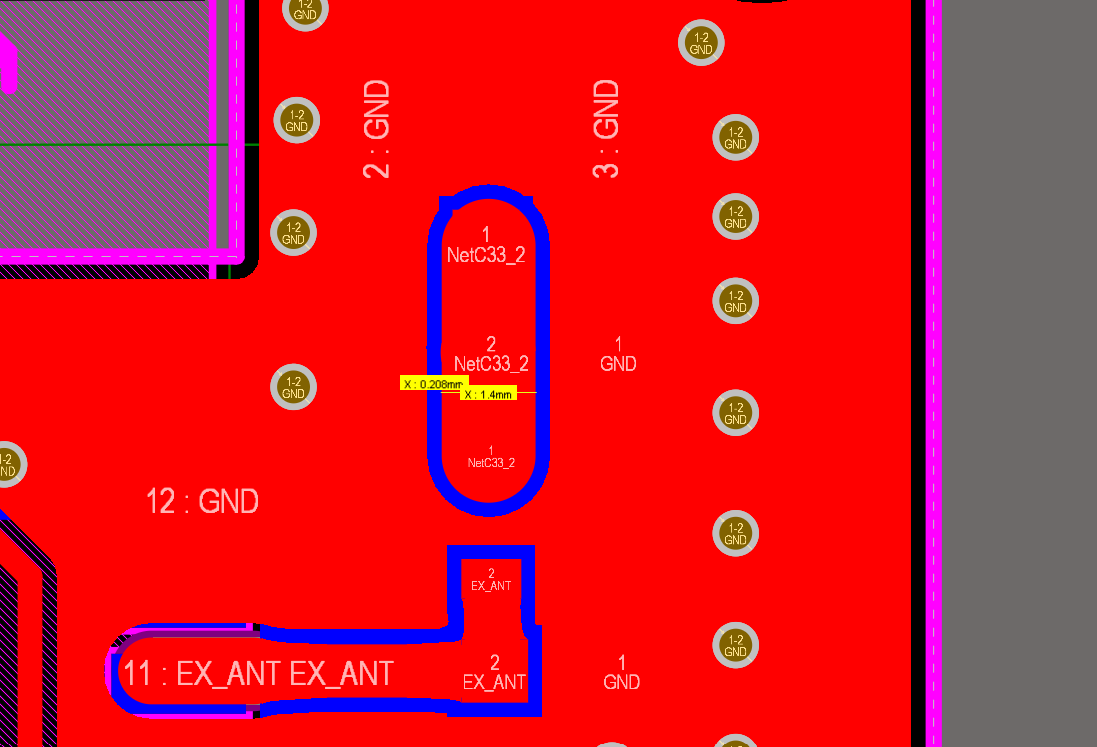 1-2
GND
1-2
GND
1-2
GND
2 : GND
3 : GND
1-2
GND
1-2
GND
1-2
GND
1
NetC33_2
1-2
GND
2
NetC33_2
1
GND
X : 0.208mm
X : 1.4mm
1-2
GND
1-2
GND
1
NetC33_2
1-2
ND
12 : GND
1-2
GND
2
EX_ANT
1-2
GND
11 : EX_ANT EX_ANT
2
EX_ANT
1
GND
1-2
GND